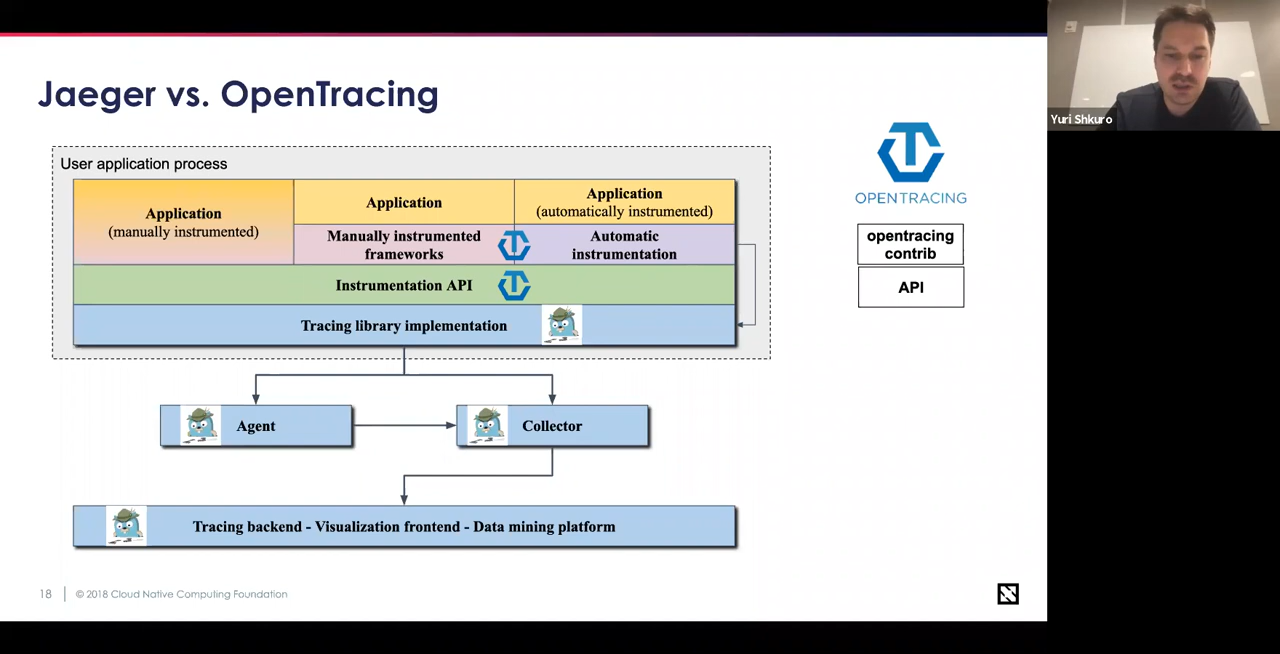 Jaeger vs. OpenTracing
User application process
Application
(manually instrumented)
Application
Application
(automatically instrumented)
Manually instrumented
frameworks
Automatic
instrumentation
Instrumentation API
Tracing library implementation
Agent
Collector
Tracing backend - Visualization frontend - Data mining platform
OPENTRACING
opentracing
contrib
API
Yuri Shkuro
18
© 2018 Cloud Native Computing Foundation